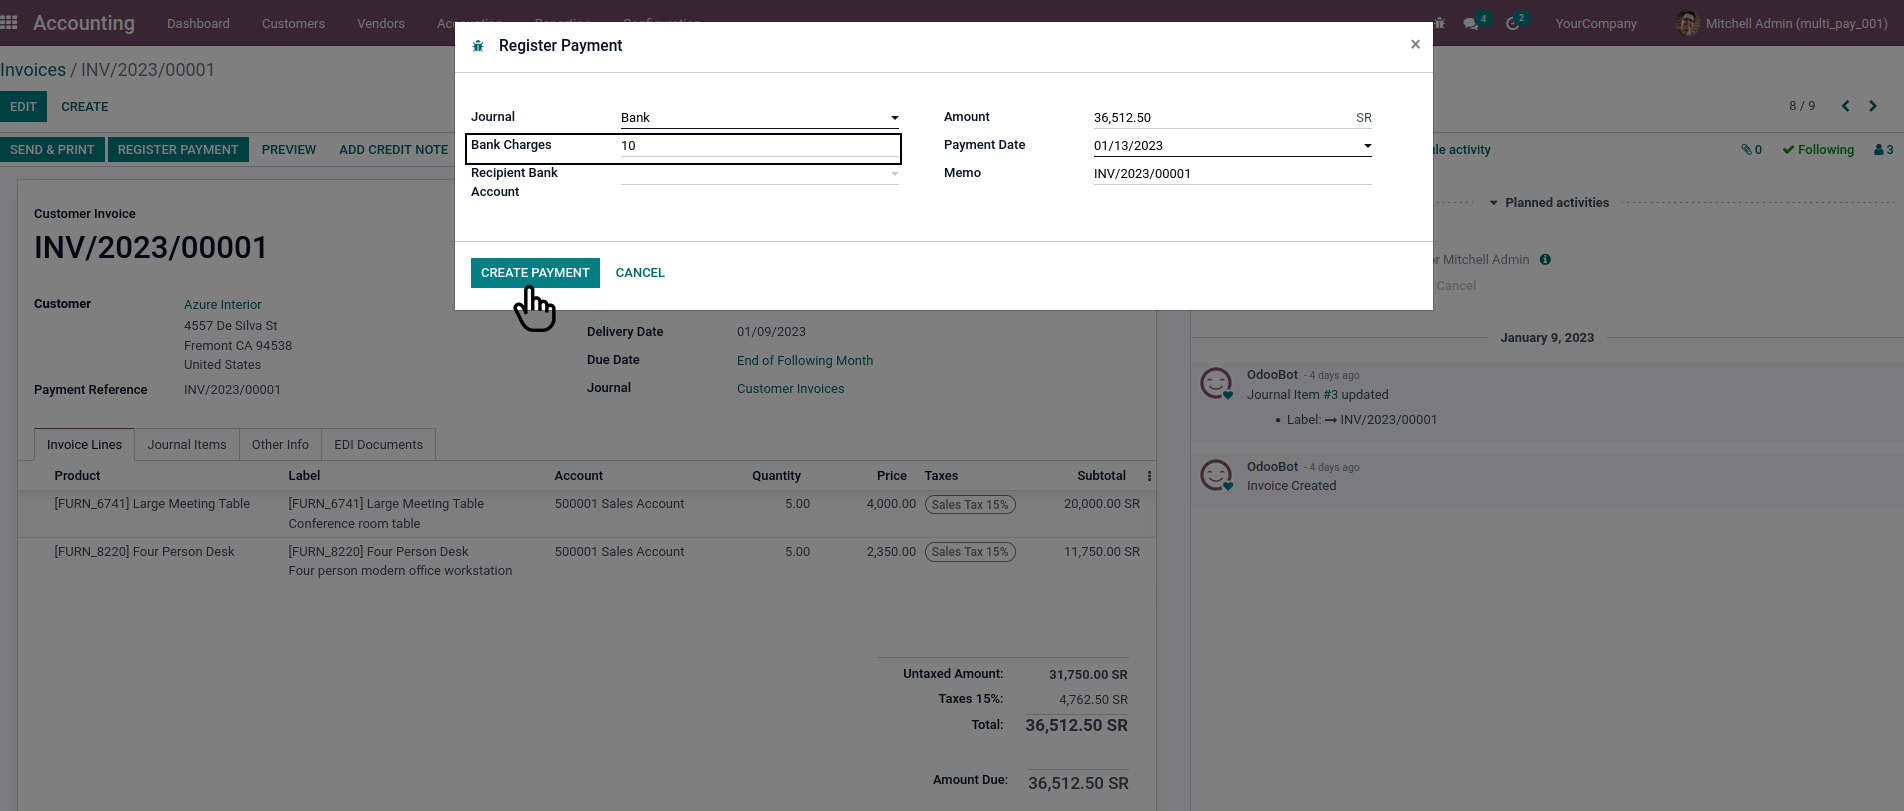 Accounting
Dashboard
Customers
Vendors
Accounting
Reporting
Configuration
4
2
YourCompany
Mitchell Admin (multi_pay_001)
Invoices / INV/2023/00001
EDIT
CREATE
8 / 9
SEND & PRINT
REGISTER PAYMENT
PREVIEW
ADD CREDIT NOTE
ule activity
0
Following
3
Register Payment
×
Journal
Bank
Bank Charges
10
Recipient Bank
Account
Amount
36,512.50 SR
Payment Date
01/13/2023
Memo
INV/2023/00001
CREATE PAYMENT
CANCEL
Customer Invoice
INV/2023/00001
Customer
Azure Interior
4557 De Silva St
Fremont CA 94538
United States
Payment Reference
INV/2023/00001
Delivery Date
01/09/2023
Due Date
End of Following Month
Journal
Customer Invoices
Invoice Lines
Journal Items
Other Info
EDI Documents
Product Label Account Quantity Price Taxes Subtotal
[FURN_6741] Large Meeting Table [FURN_6741] Large Meeting Table 500001 Sales Account 5.00 4,000.00 Sales Tax 15% 20,000.00 SR
Conference room table
[FURN_8220] Four Person Desk [FURN_8220] Four Person Desk 500001 Sales Account 5.00 2,350.00 Sales Tax 15% 11,750.00 SR
Four person modern office workstation
Untaxed Amount: 31,750.00 SR
Taxes 15%: 4,762.50 SR
Total: 36,512.50 SR
Amount Due: 36,512.50 SR
Planned activities
or Mitchell Admin
Cancel
January 9, 2023
OdooBot - 4 days ago
Journal Item #3 updated
• Label: → INV/2023/00001
OdooBot - 4 days ago
Invoice Created